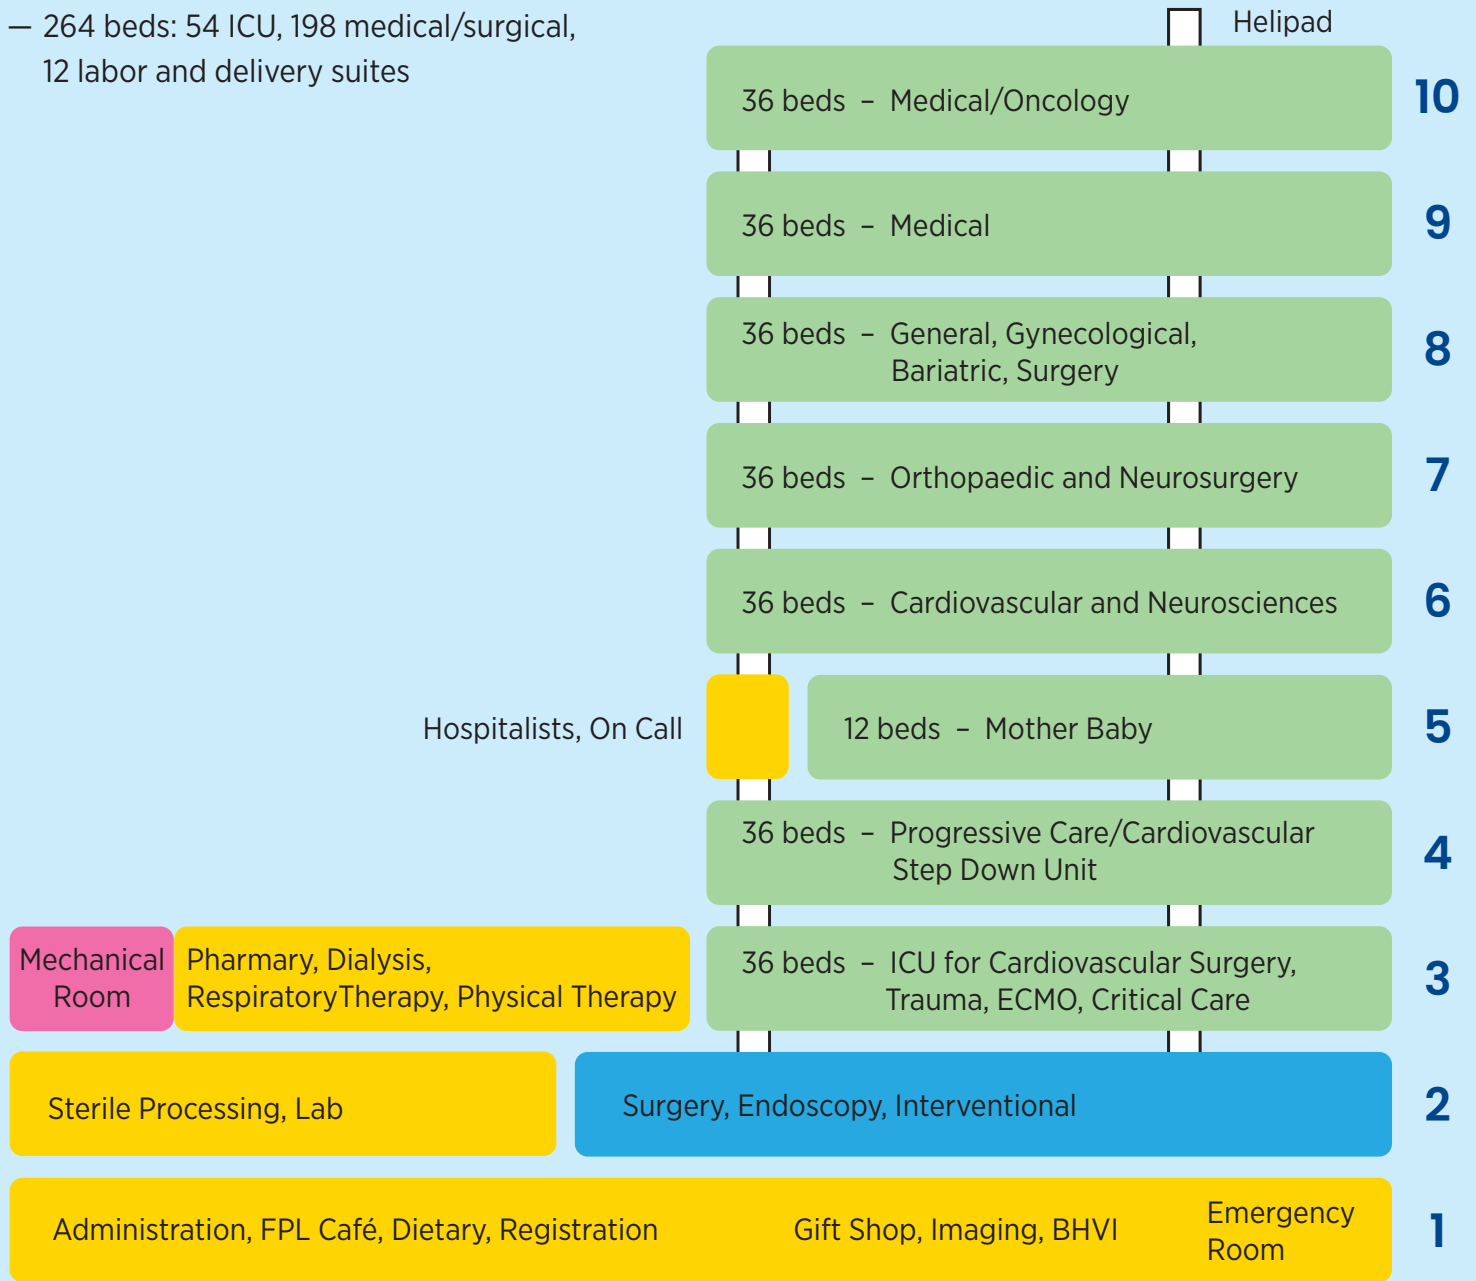 — 264 beds: 54 ICU, 198 medical/surgical,
12 labor and delivery suites
Helipad
36 beds – Medical/Oncology
10
36 beds – Medical
9
36 beds – General, Gynecological,
Bariatric, Surgery
8
36 beds – Orthopaedic and Neurosurgery
7
36 beds – Cardiovascular and Neurosciences
6
Hospitalists, On Call
12 beds – Mother Baby
5
36 beds – Progressive Care/Cardiovascular
Step Down Unit
4
Mechanical
Room
Pharmary, Dialysis,
RespiratoryTherapy, Physical Therapy
36 beds – ICU for Cardiovascular Surgery,
Trauma, ECMO, Critical Care
3
Sterile Processing, Lab
Surgery, Endoscopy, Interventional
2
Administration, FPL Café, Dietary, Registration
Gift Shop, Imaging, BHVI
Emergency
Room
1